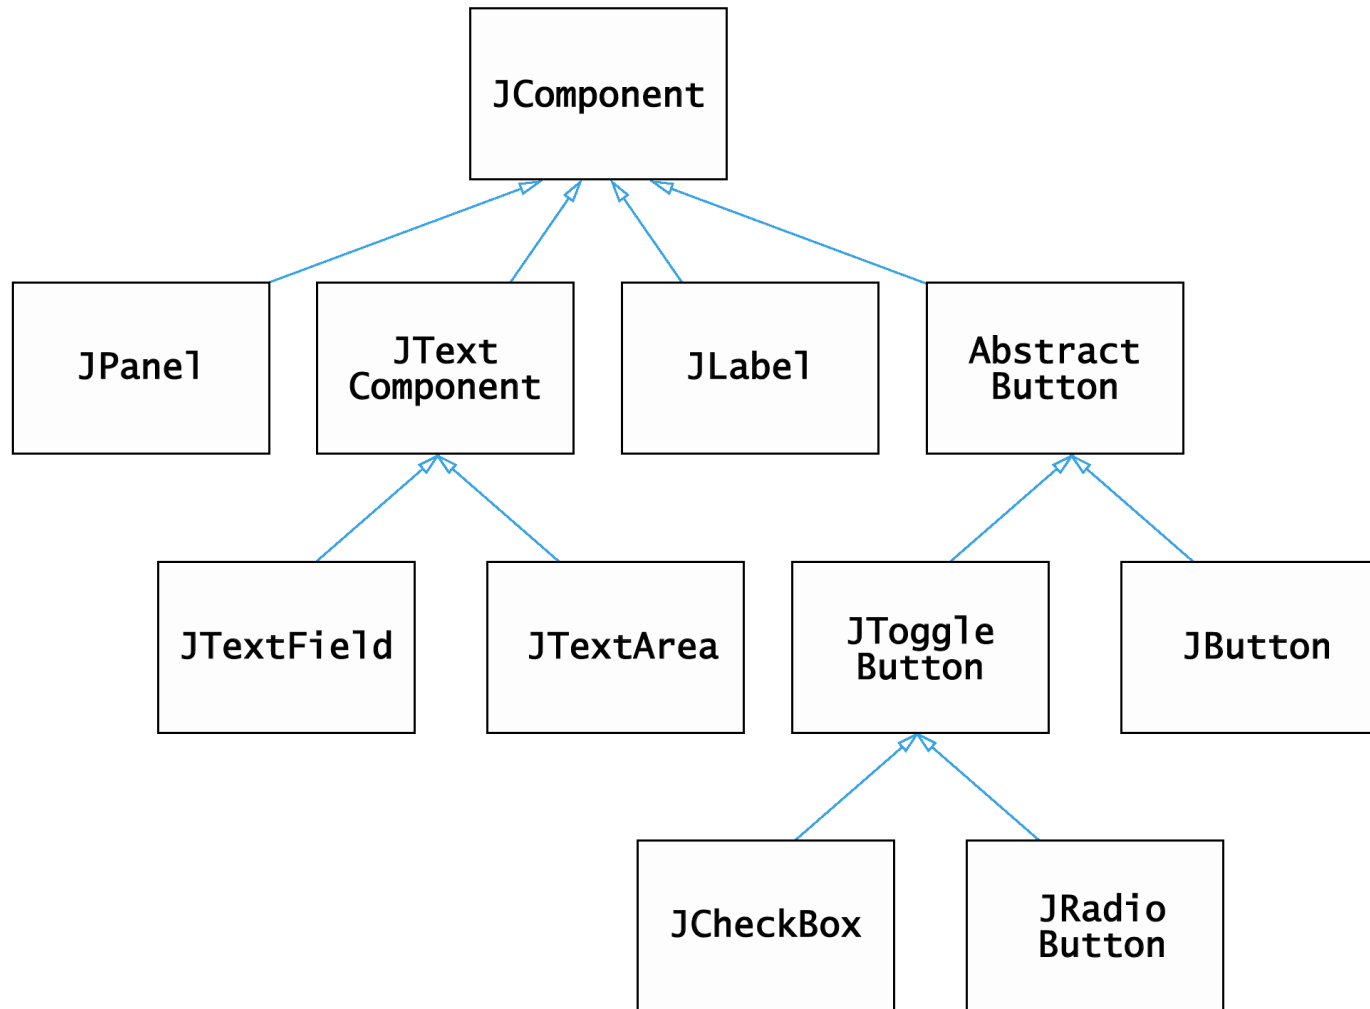 JComponent
JPanel
JText
Component
JLabel
Abstract
Button
JTextField
JTextArea
JToggle
Button
JButton
JCheckBox
JRadio
Button